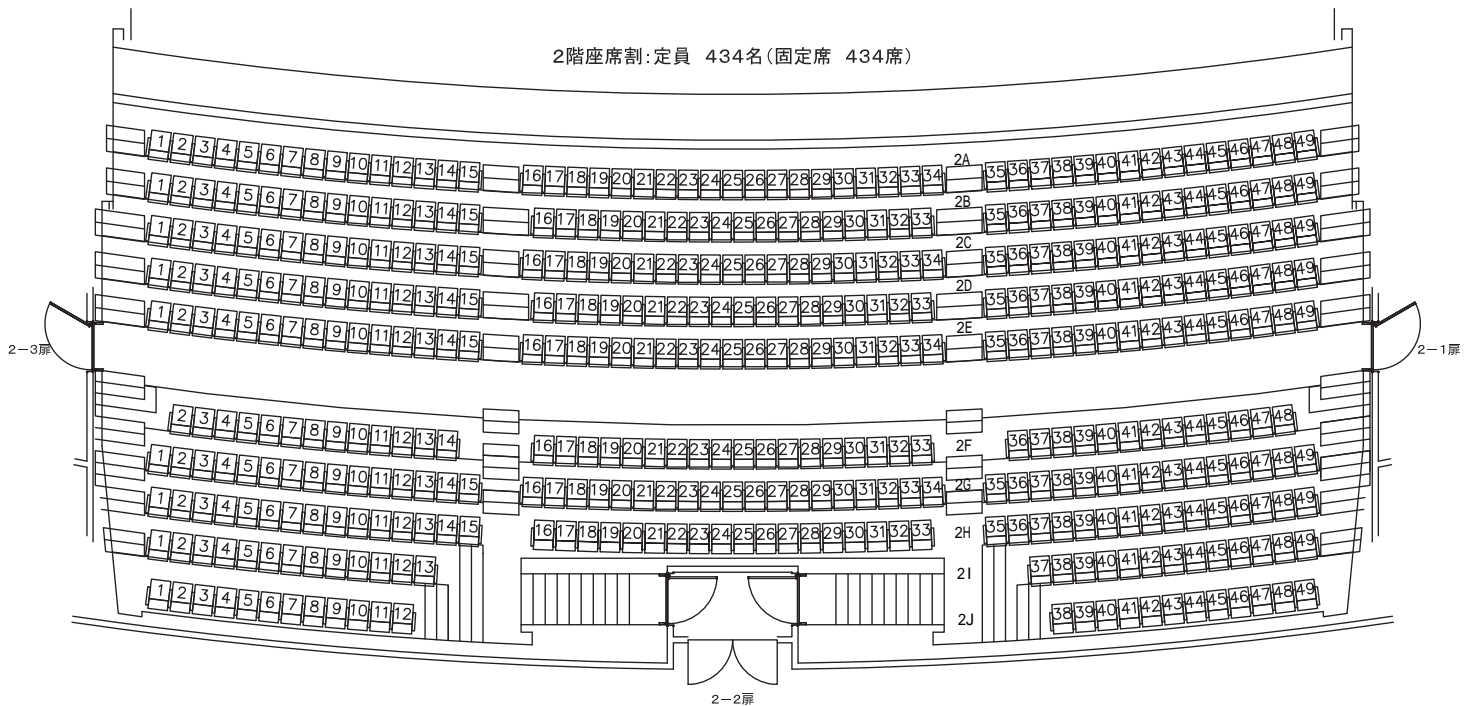 2階座席割:定員 434名(固定席 434席)
1 2 3 4 5 6 7 8 9 10 11 12 13 14 15 16 17 18 19 20 21 22 23 24 25 26 27 28 29 30 31 32 33 34 2A 35 36 37 38 39 40 41 42 43 44 45 46 47 48 49
1 2 3 4 5 6 7 8 9 10 11 12 13 14 15 16 17 18 19 20 21 22 23 24 25 26 27 28 29 30 31 32 33 2B 35 36 37 38 39 40 41 42 43 44 45 46 47 48 49
1 2 3 4 5 6 7 8 9 10 11 12 13 14 15 16 17 18 19 20 21 22 23 24 25 26 27 28 29 30 31 32 33 34 2C 35 36 37 38 39 40 41 42 43 44 45 46 47 48 49
1 2 3 4 5 6 7 8 9 10 11 12 13 14 15 16 17 18 19 20 21 22 23 24 25 26 27 28 29 30 31 32 33 2D 35 36 37 38 39 40 41 42 43 44 45 46 47 48 49
1 2 3 4 5 6 7 8 9 10 11 12 13 14 15 16 17 18 19 20 21 22 23 24 25 26 27 28 29 30 31 32 33 34 2E 35 36 37 38 39 40 41 42 43 44 45 46 47 48 49
2−3扉
2−1扉
2 3 4 5 6 7 8 9 10 11 12 13 14 16 17 18 19 20 21 22 23 24 25 26 27 28 29 30 31 32 33 2F 36 37 38 39 40 41 42 43 44 45 46 47 48
1 2 3 4 5 6 7 8 9 10 11 12 13 14 15 16 17 18 19 20 21 22 23 24 25 26 27 28 29 30 31 32 33 34 2G 35 36 37 38 39 40 41 42 43 44 45 46 47 48 49
1 2 3 4 5 6 7 8 9 10 11 12 13 14 15 16 17 18 19 20 21 22 23 24 25 26 27 28 29 30 31 32 33 2H 35 36 37 38 39 40 41 42 43 44 45 46 47 48 49
1 2 3 4 5 6 7 8 9 10 11 12 13 2I 37 38 39 40 41 42 43 44 45 46 47 48 49
1 2 3 4 5 6 7 8 9 10 11 12 2J 38 39 40 41 42 43 44 45 46 47 48 49
2−2扉